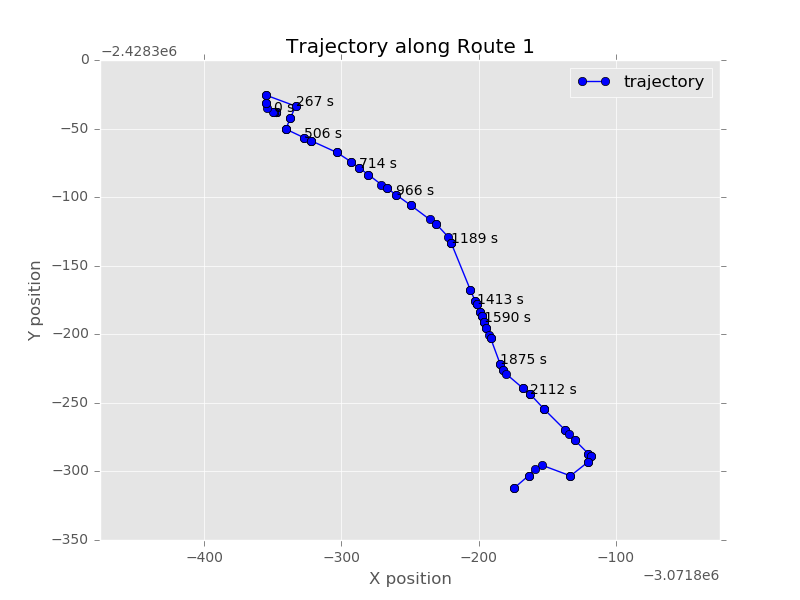 Trajectory along Route 1
−2.4283e6
trajectory
0
−50
−100
−150
−200
−250
−300
−350
Y position
0 s
267 s
506 s
714 s
966 s
1189 s
1413 s
1590 s
1875 s
2112 s
−400
−300
−200
−100
X position
−3.0718e6